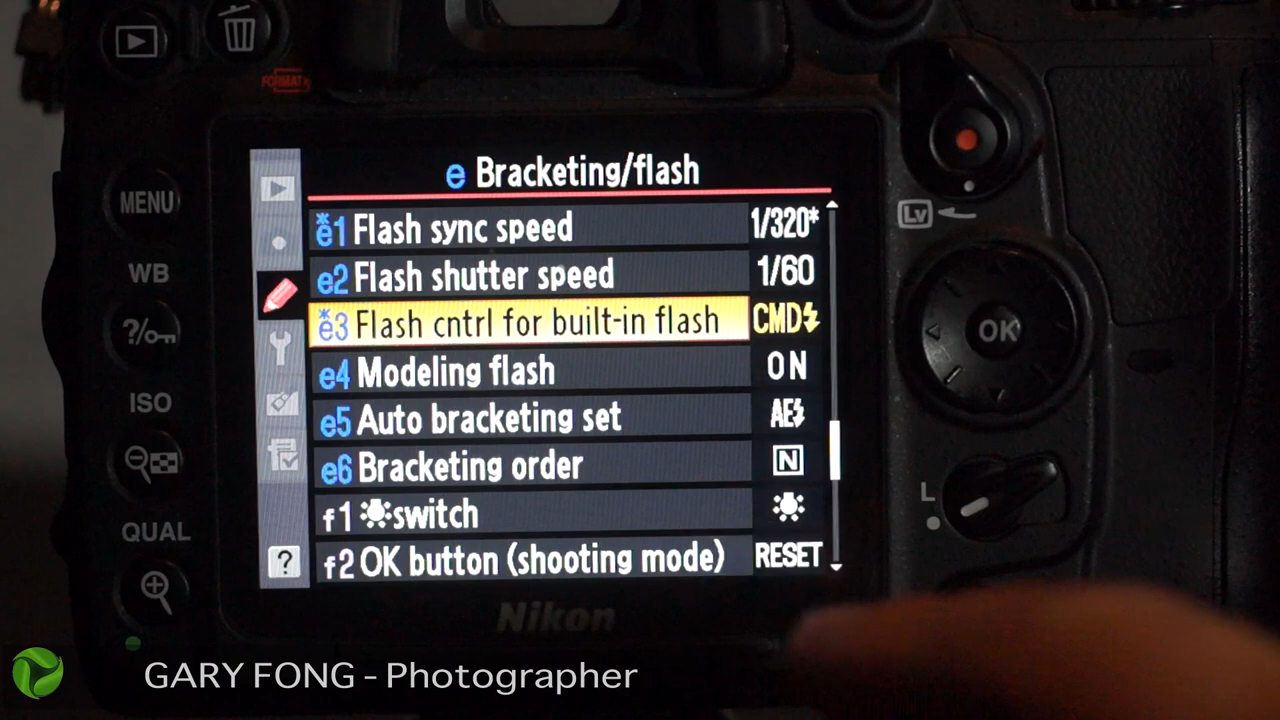 FORMAT
MENU
WB
ISO
QUAL
e Bracketing/flash
e1 Flash sync speed 1/320*
e2 Flash shutter speed 1/60
e3 Flash cntrl for built-in flash CMD
e4 Modeling flash ON
e5 Auto bracketing set AE
e6 Bracketing order N
f1 switch
f2 OK button (shooting mode) RESET
?
Lv
OK
L
Nikon
GARY FONG - Photographer